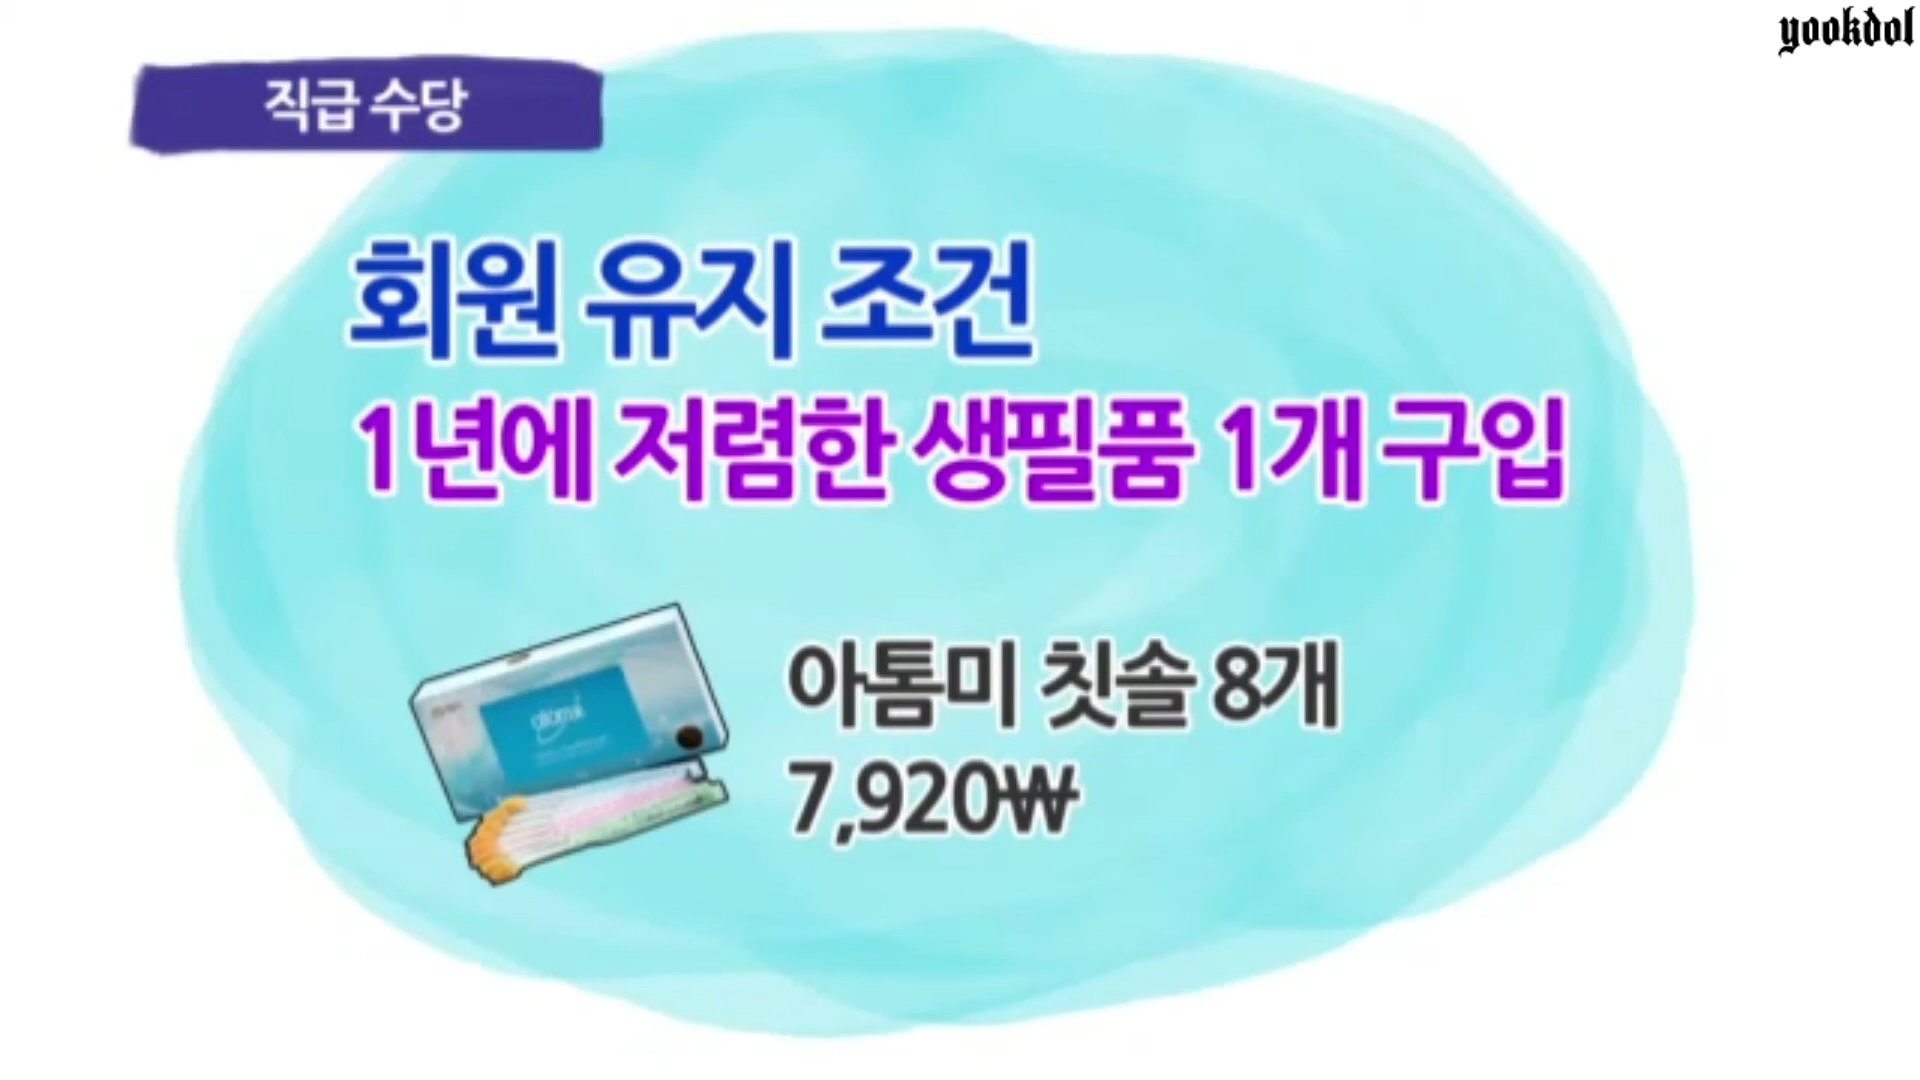 yookdol
직급 수당
회원 유지 조건
1년에 저렴한 생필품 1개 구입
atomy
아톰미 칫솔 8개
7,920₩